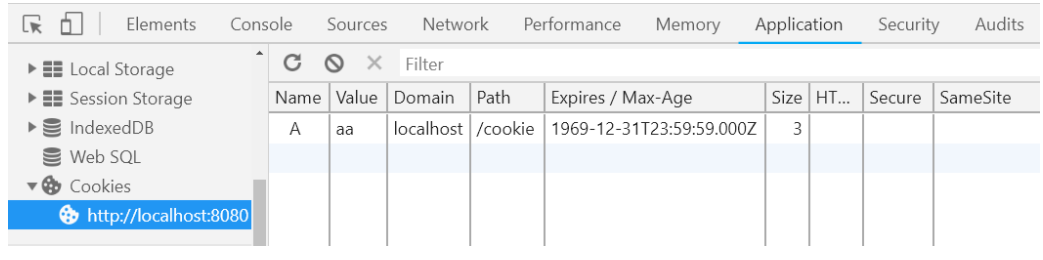 Elements Console Sources Network Performance Memory Application Security Audits
Local Storage
Session Storage
IndexedDB
Web SQL
Cookies
http://localhost:8080
Filter
Name Value Domain Path Expires / Max-Age Size HT... Secure SameSite
A aa localhost /cookie 1969-12-31T23:59:59.000Z 3